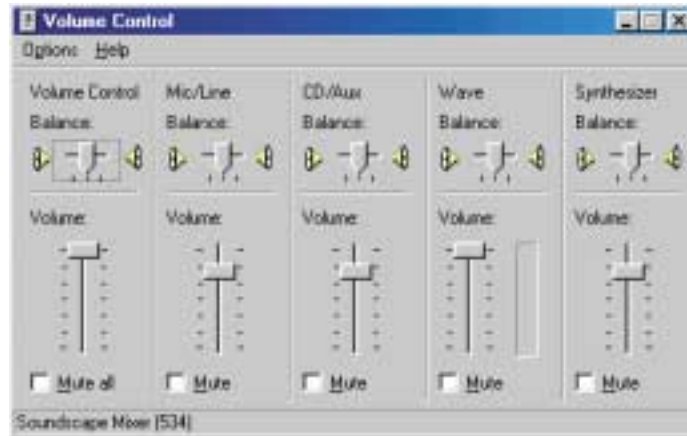 Volume Control
Options Help
Volume Control Mic/Line CD/Aux Wave Synthesizer
Balance: Balance: Balance: Balance: Balance:
Volume: Volume: Volume: Volume: Volume:
Mute all Mute Mute Mute Mute
Soundscape Mixer (534)